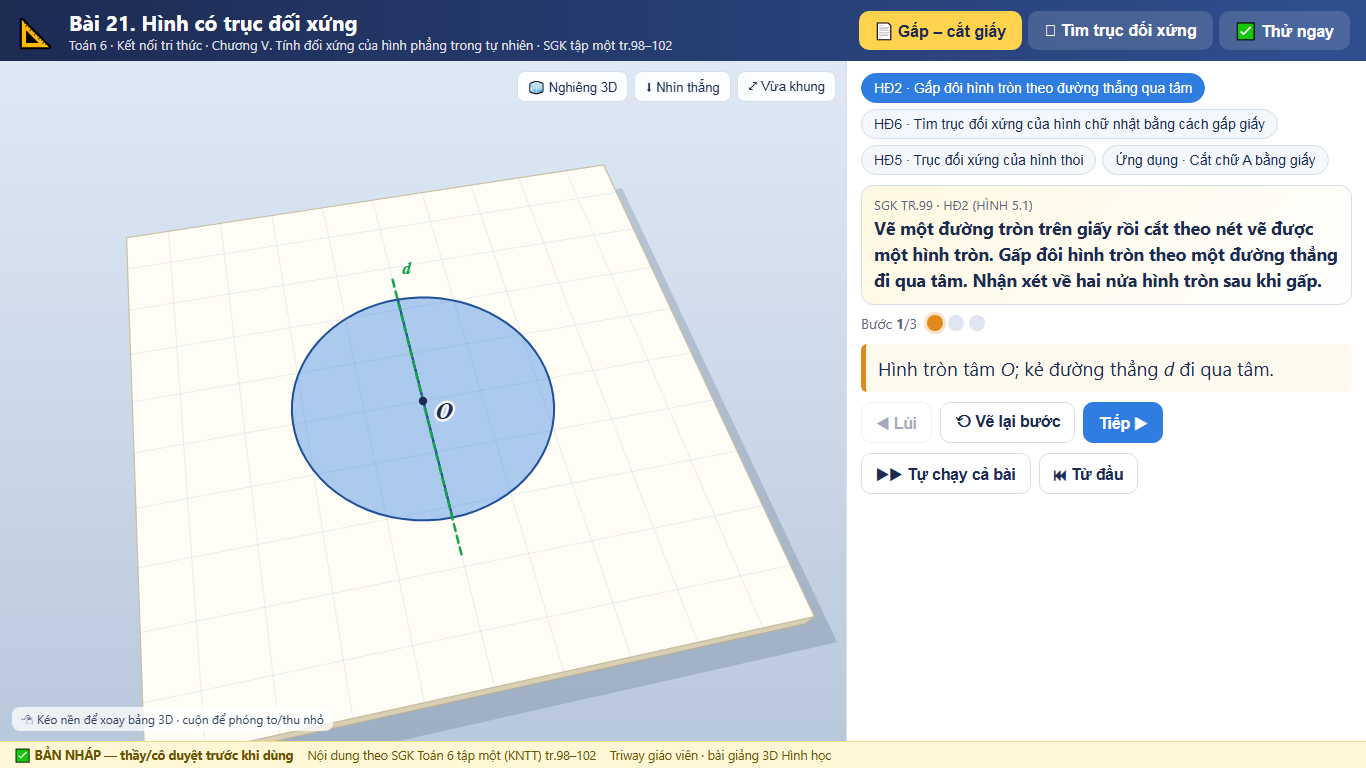 Bài 21. Hình có trục đối xứng
Toán 6 · Kết nối tri thức · Chương V. Tính đối xứng của hình phẳng trong tự nhiên · SGK tập một tr.98–102
Gấp – cắt giấy
Tìm trục đối xứng
Thử ngay
Nghiêng 3D
⬇ Nhìn thẳng
⤢ Vừa khung
d
O
Kéo nền để xoay bảng 3D · cuộn để phóng to/thu nhỏ
HĐ2 · Gấp đôi hình tròn theo đường thẳng qua tâm
HĐ6 · Tìm trục đối xứng của hình chữ nhật bằng cách gấp giấy
HĐ5 · Trục đối xứng của hình thoi
Ứng dụng · Cắt chữ A bằng giấy
SGK TR.99 · HĐ2 (HÌNH 5.1)
Vẽ một đường tròn trên giấy rồi cắt theo nét vẽ được
một hình tròn. Gấp đôi hình tròn theo một đường thẳng
đi qua tâm. Nhận xét về hai nửa hình tròn sau khi gấp.
Bước 1/3
Hình tròn tâm O; kẻ đường thẳng d đi qua tâm.
◀ Lùi
⟲ Vẽ lại bước
Tiếp ▶
▶▶ Tự chạy cả bài
⏮ Từ đầu
✅ BẢN NHÁP — thầy/cô duyệt trước khi dùng
Nội dung theo SGK Toán 6 tập một (KNTT) tr.98–102
Triway giáo viên · bài giảng 3D Hình học